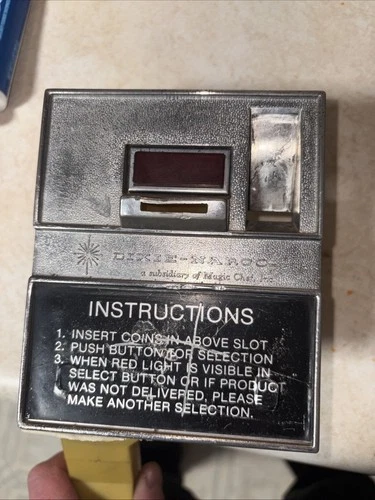 DIXIE-NARCO
a subsidiary of Magic Chef, Inc.
INSTRUCTIONS
1. INSERT COINS IN ABOVE SLOT
2. PUSH BUTTON FOR SELECTION
3. WHEN RED LIGHT IS VISIBLE IN
SELECT BUTTON OR IF PRODUCT
WAS NOT DELIVERED, PLEASE
MAKE ANOTHER SELECTION.